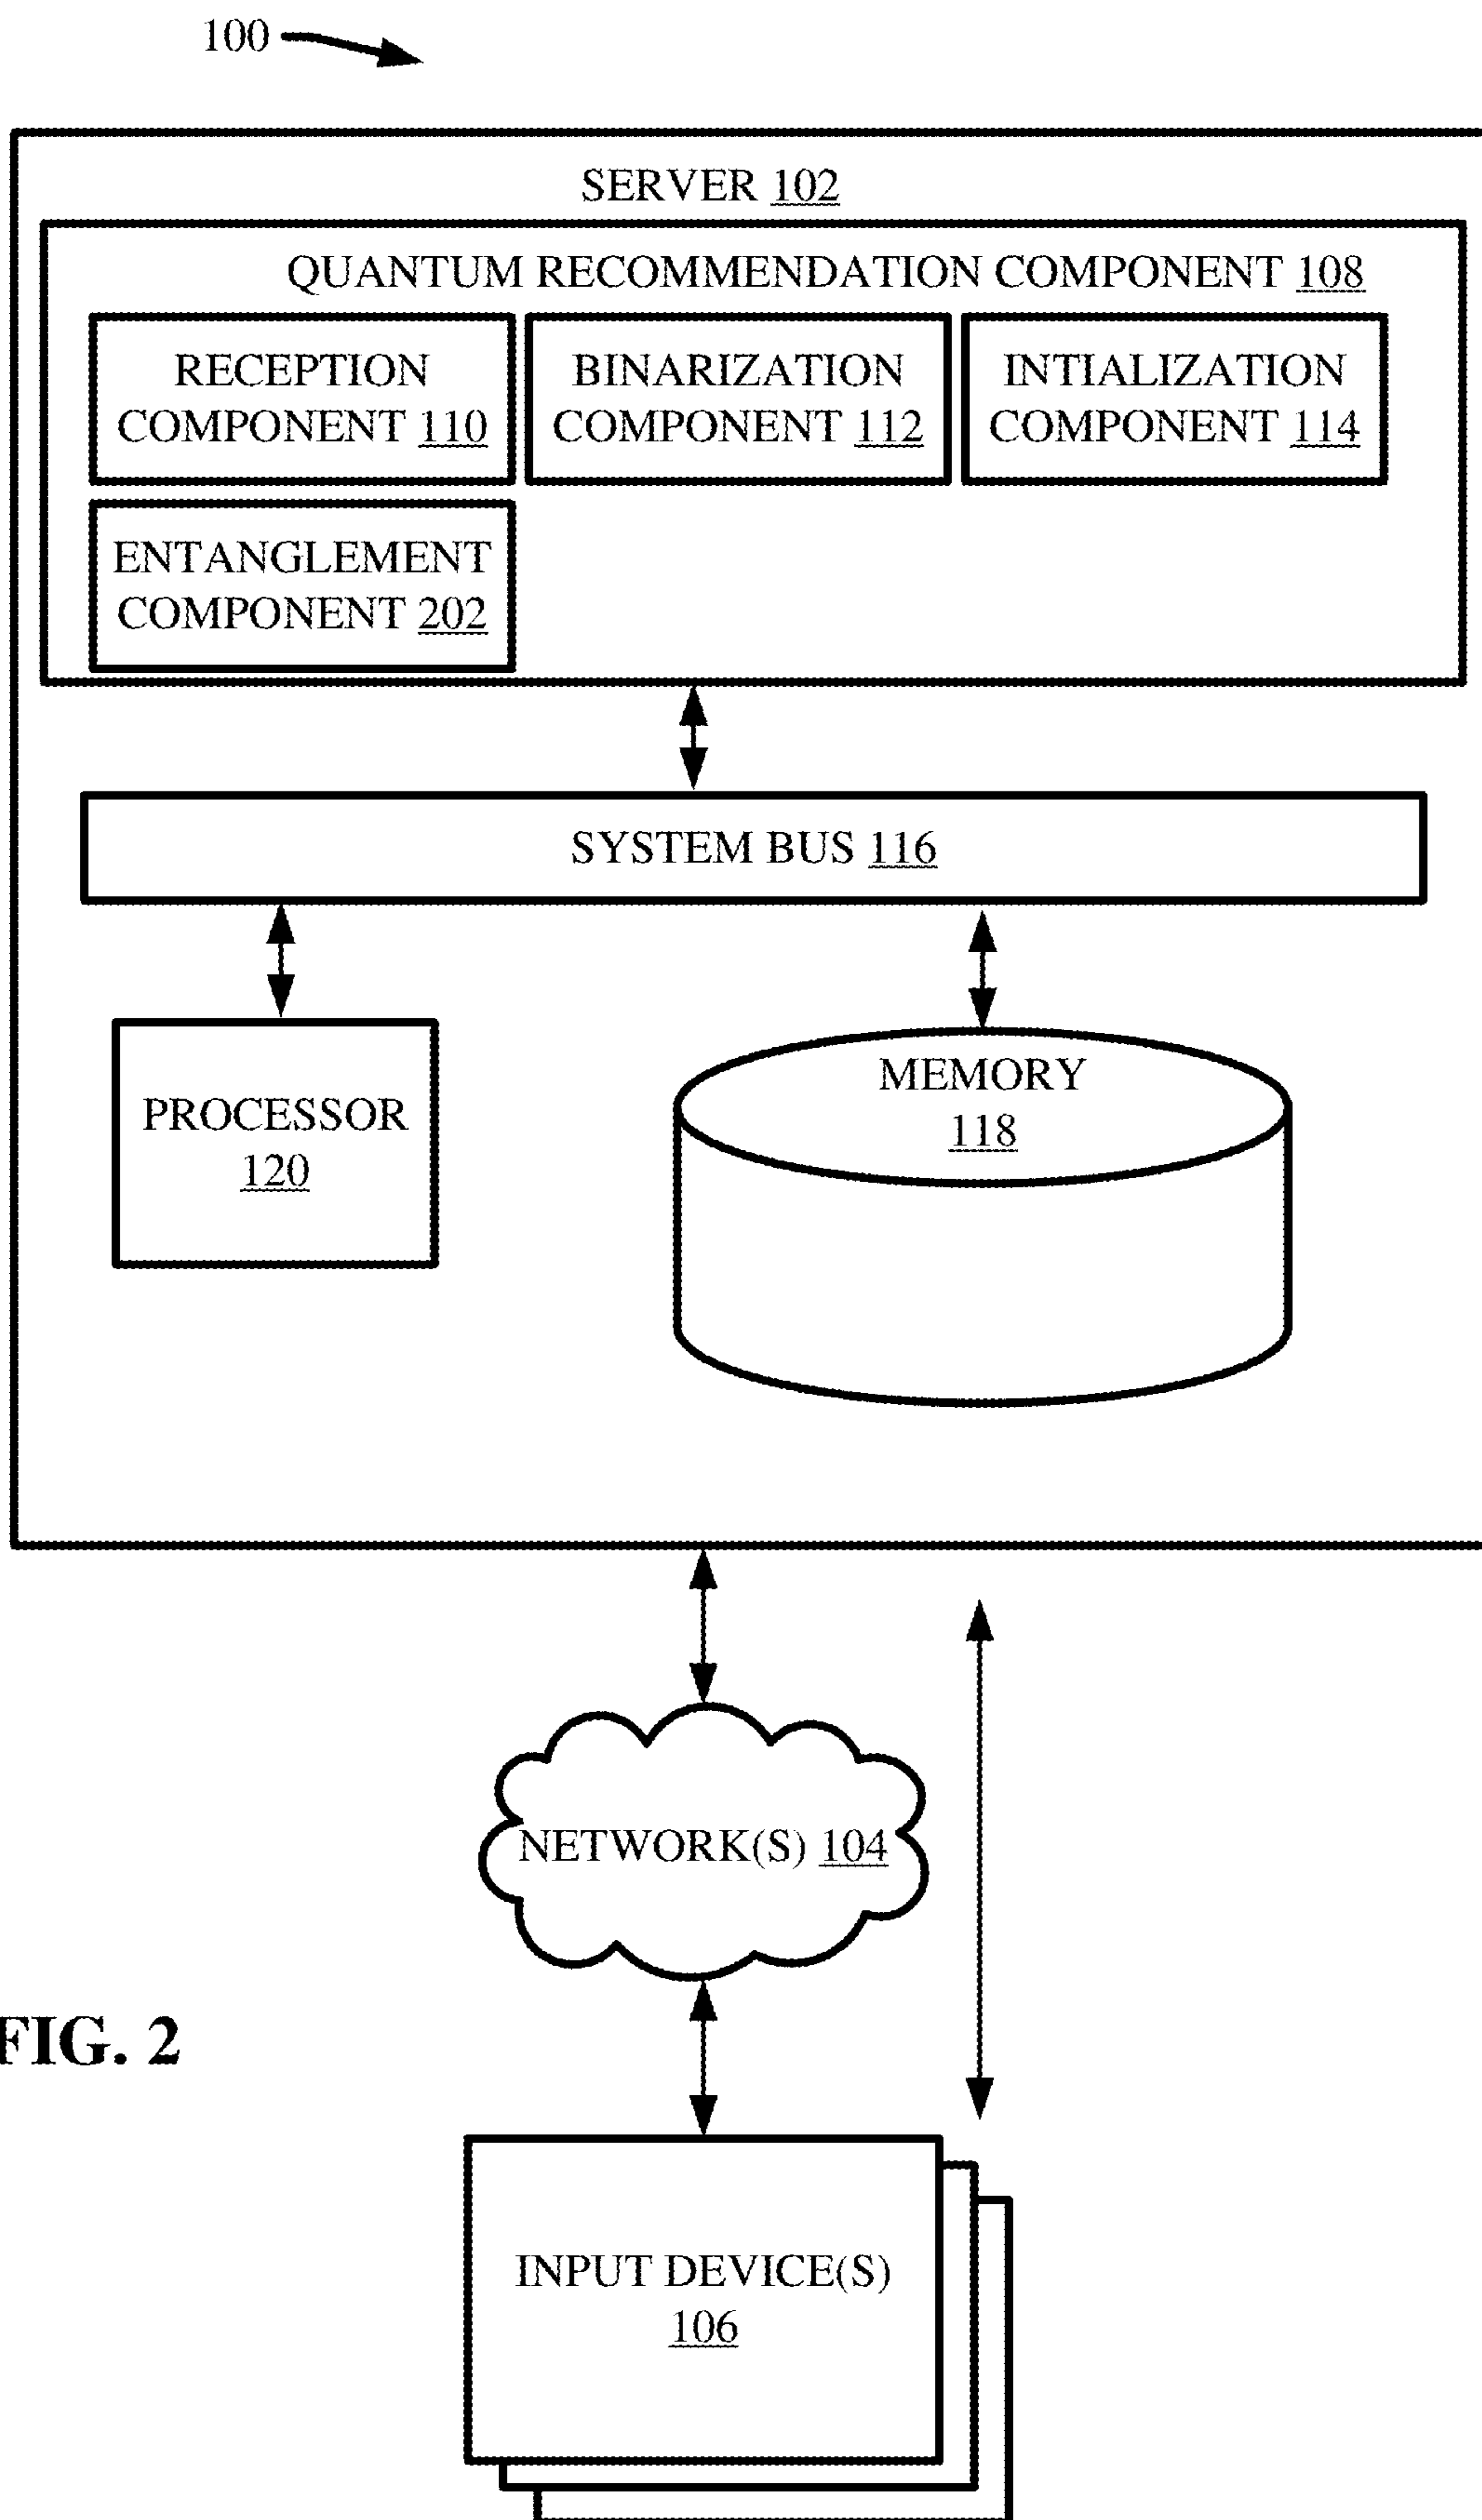 100
SERVER 102
QUANTUM RECOMMENDATION COMPONENT 108
RECEPTION
COMPONENT 110
BINARIZATION
COMPONENT 112
INTIALIZATION
COMPONENT 114
ENTANGLEMENT
COMPONENT 202
SYSTEM BUS 116
PROCESSOR
120
MEMORY
118
NETWORK(S) 104
FIG. 2
INPUT DEVICE(S)
106